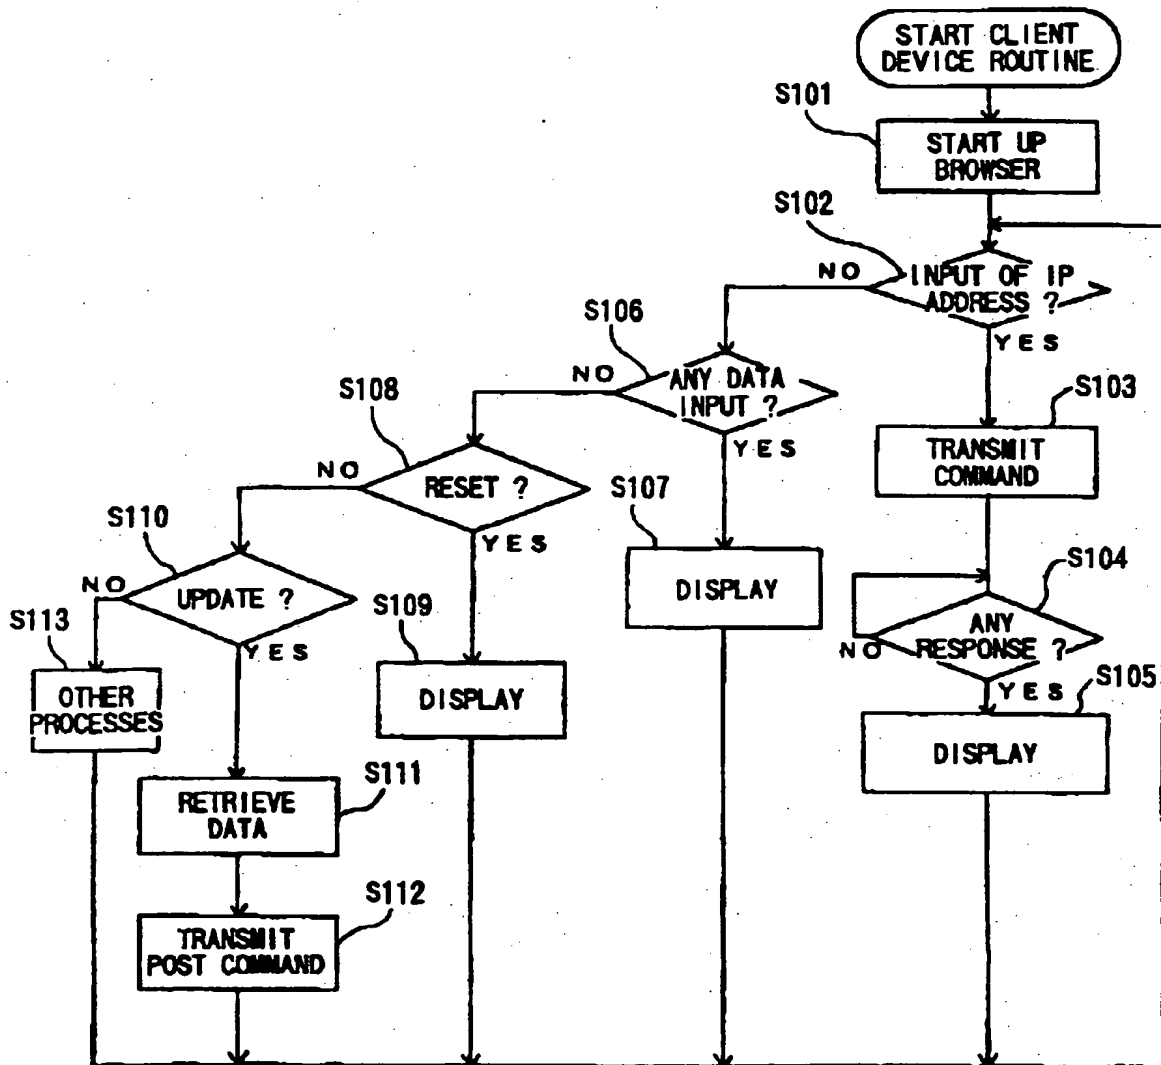 START CLIENT
DEVICE ROUTINE
S101
START UP
BROWSER
S102
NO
INPUT OF IP
ADDRESS ?
YES
S106
NO
ANY DATA
INPUT ?
YES
S103
TRANSMIT
COMMAND
S108
NO
RESET ?
YES
S107
DISPLAY
S104
ANY
RESPONSE ?
NO
YES
S110
NO
UPDATE ?
YES
S109
DISPLAY
S105
DISPLAY
S113
OTHER
PROCESSES
S111
RETRIEVE
DATA
S112
TRANSMIT
POST COMMAND